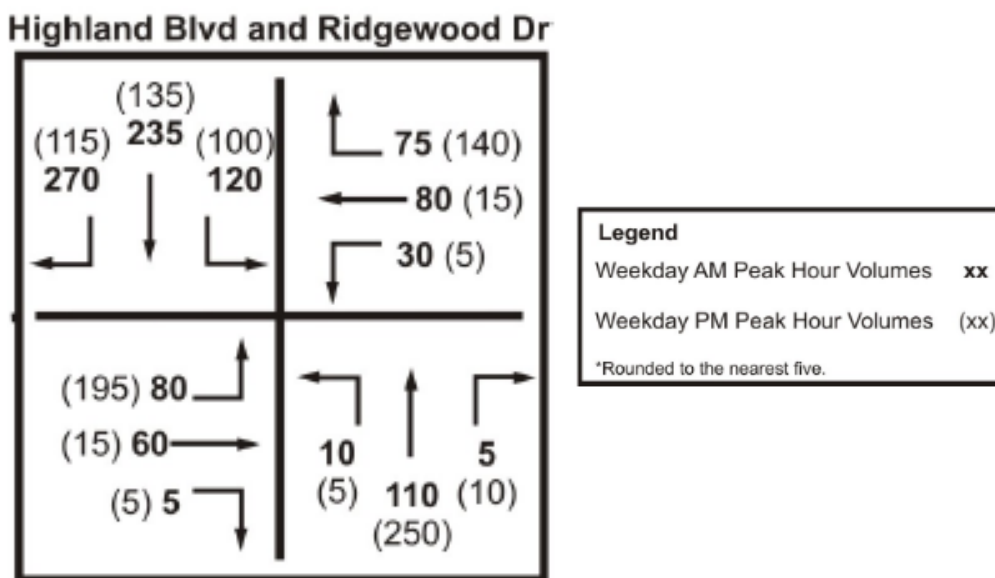 Highland Blvd and Ridgewood Dr
(135)
(115) 235 (100)
270 120
75 (140)
80 (15)
30 (5)
(195) 80
(15) 60
(5) 5
10 5
(5) 110 (10)
(250)
Legend
Weekday AM Peak Hour Volumes xx
Weekday PM Peak Hour Volumes (xx)
*Rounded to the nearest five.